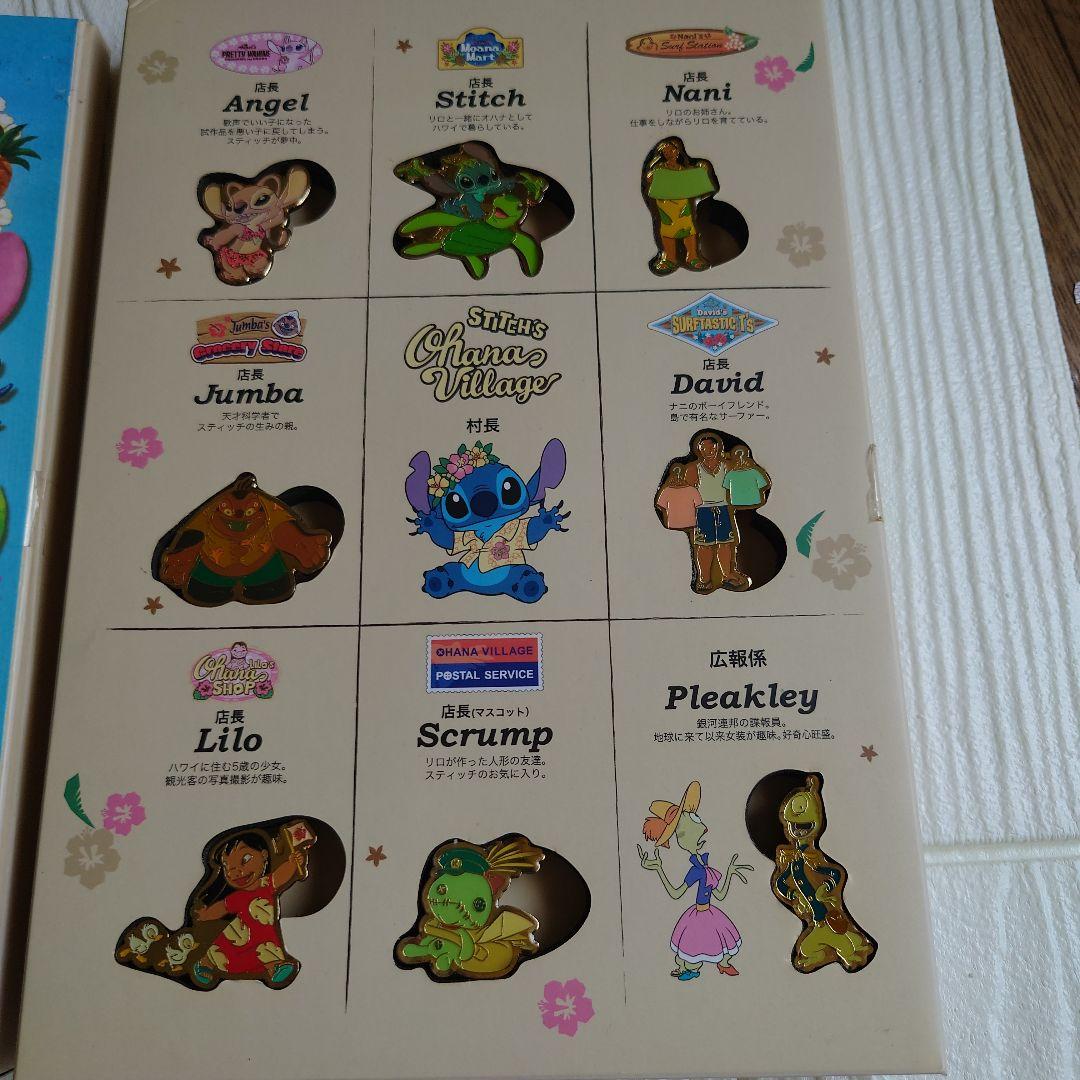 PRETTY WAHINE
店長
Angel
歌声でいい子になった
試作品を悪い子に戻してしまう。
スティッチが夢中。
Moana
Mart
店長
Stitch
リロと一緒にオハナとして
ハワイで暮らしている。
Nani's
Surf Station
店長
Nani
リロのお姉さん。
仕事をしながらリロを育てている。
Jumba's
Grocery Store
店長
Jumba
天才科学者で
スティッチの生みの親。
STITCH'S
Ohana
Village
村長
David's
SURFTASTIC T'S
店長
David
ナニのボーイフレンド。
島で有名なサーファー。
Lilo's
Ohana
SHOP
店長
Lilo
ハワイに住む5歳の少女。
観光客の写真撮影が趣味。
OHANA VILLAGE
POSTAL SERVICE
店長(マスコット)
Scrump
リロが作った人形の友達。
スティッチのお気に入り。
広報係
Pleakley
銀河連邦の諜報員。
地球に来て以来女装が趣味。好奇心旺盛。